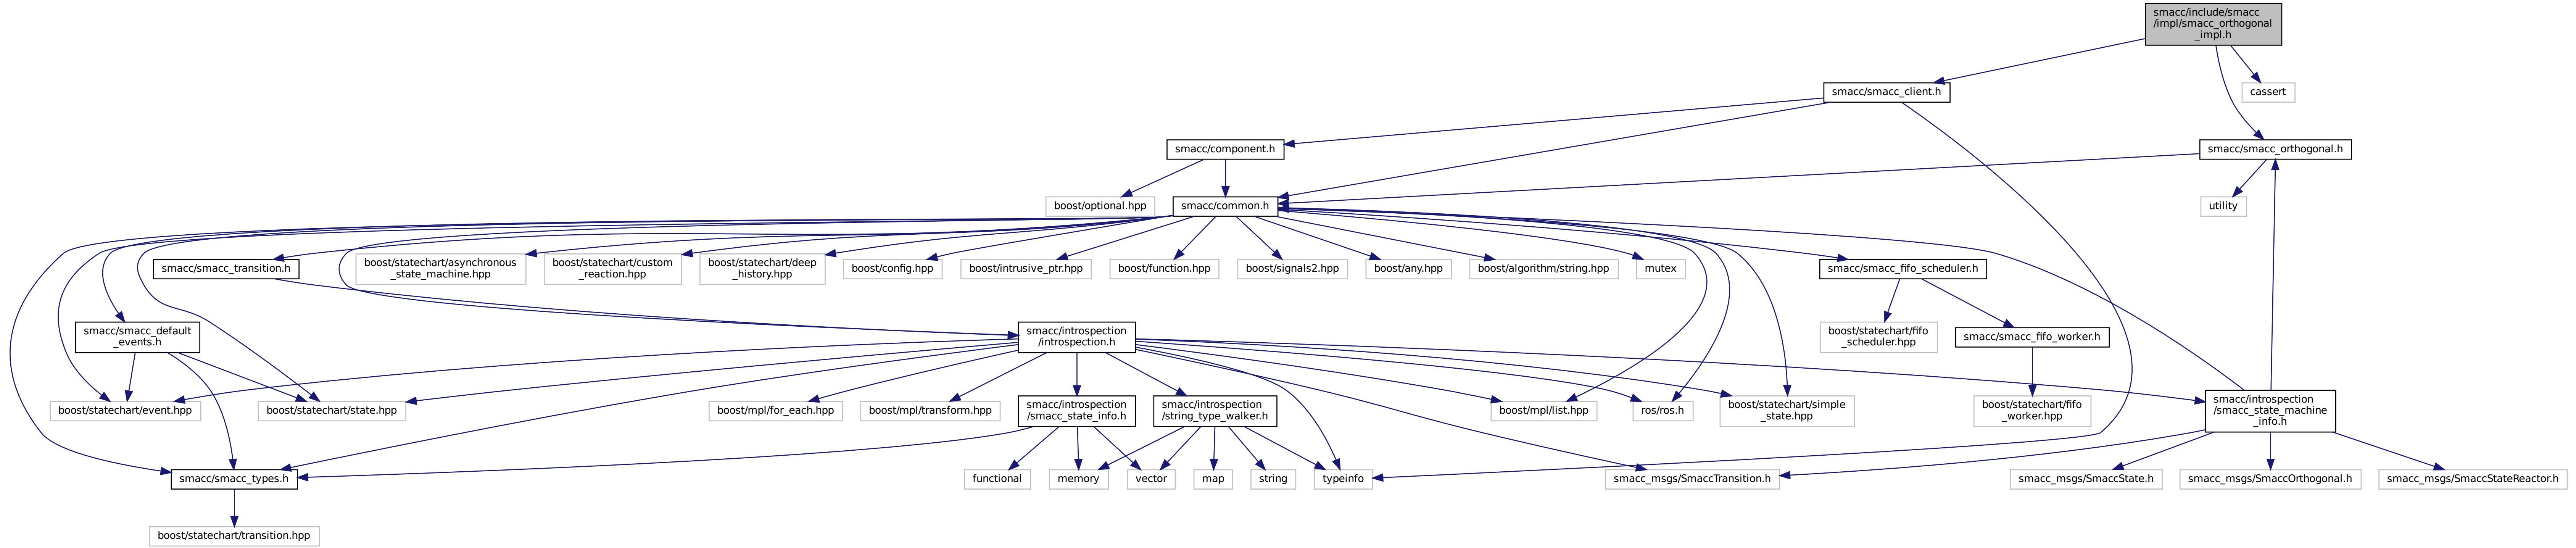 smacc/include/smacc
/impl/smacc_orthogonal
_impl.h
smacc/smacc_client.h
cassert
smacc/component.h
smacc/smacc_orthogonal.h
boost/optional.hpp
smacc/common.h
utility
smacc/smacc_transition.h
boost/statechart/asynchronous
_state_machine.hpp
boost/statechart/custom
_reaction.hpp
boost/statechart/deep
_history.hpp
boost/config.hpp
boost/intrusive_ptr.hpp
boost/function.hpp
boost/signals2.hpp
boost/any.hpp
boost/algorithm/string.hpp
mutex
smacc/smacc_fifo_scheduler.h
smacc/smacc_default
_events.h
smacc/introspection
/introspection.h
boost/statechart/fifo
_scheduler.hpp
smacc/smacc_fifo_worker.h
boost/statechart/event.hpp
boost/statechart/state.hpp
boost/mpl/for_each.hpp
boost/mpl/transform.hpp
smacc/introspection
/smacc_state_info.h
smacc/introspection
/string_type_walker.h
boost/mpl/list.hpp
ros/ros.h
boost/statechart/simple
_state.hpp
boost/statechart/fifo
_worker.hpp
smacc/introspection
/smacc_state_machine
_info.h
smacc/smacc_types.h
functional
memory
vector
map
string
typeinfo
smacc_msgs/SmaccTransition.h
smacc_msgs/SmaccState.h
smacc_msgs/SmaccOrthogonal.h
smacc_msgs/SmaccStateReactor.h
boost/statechart/transition.hpp